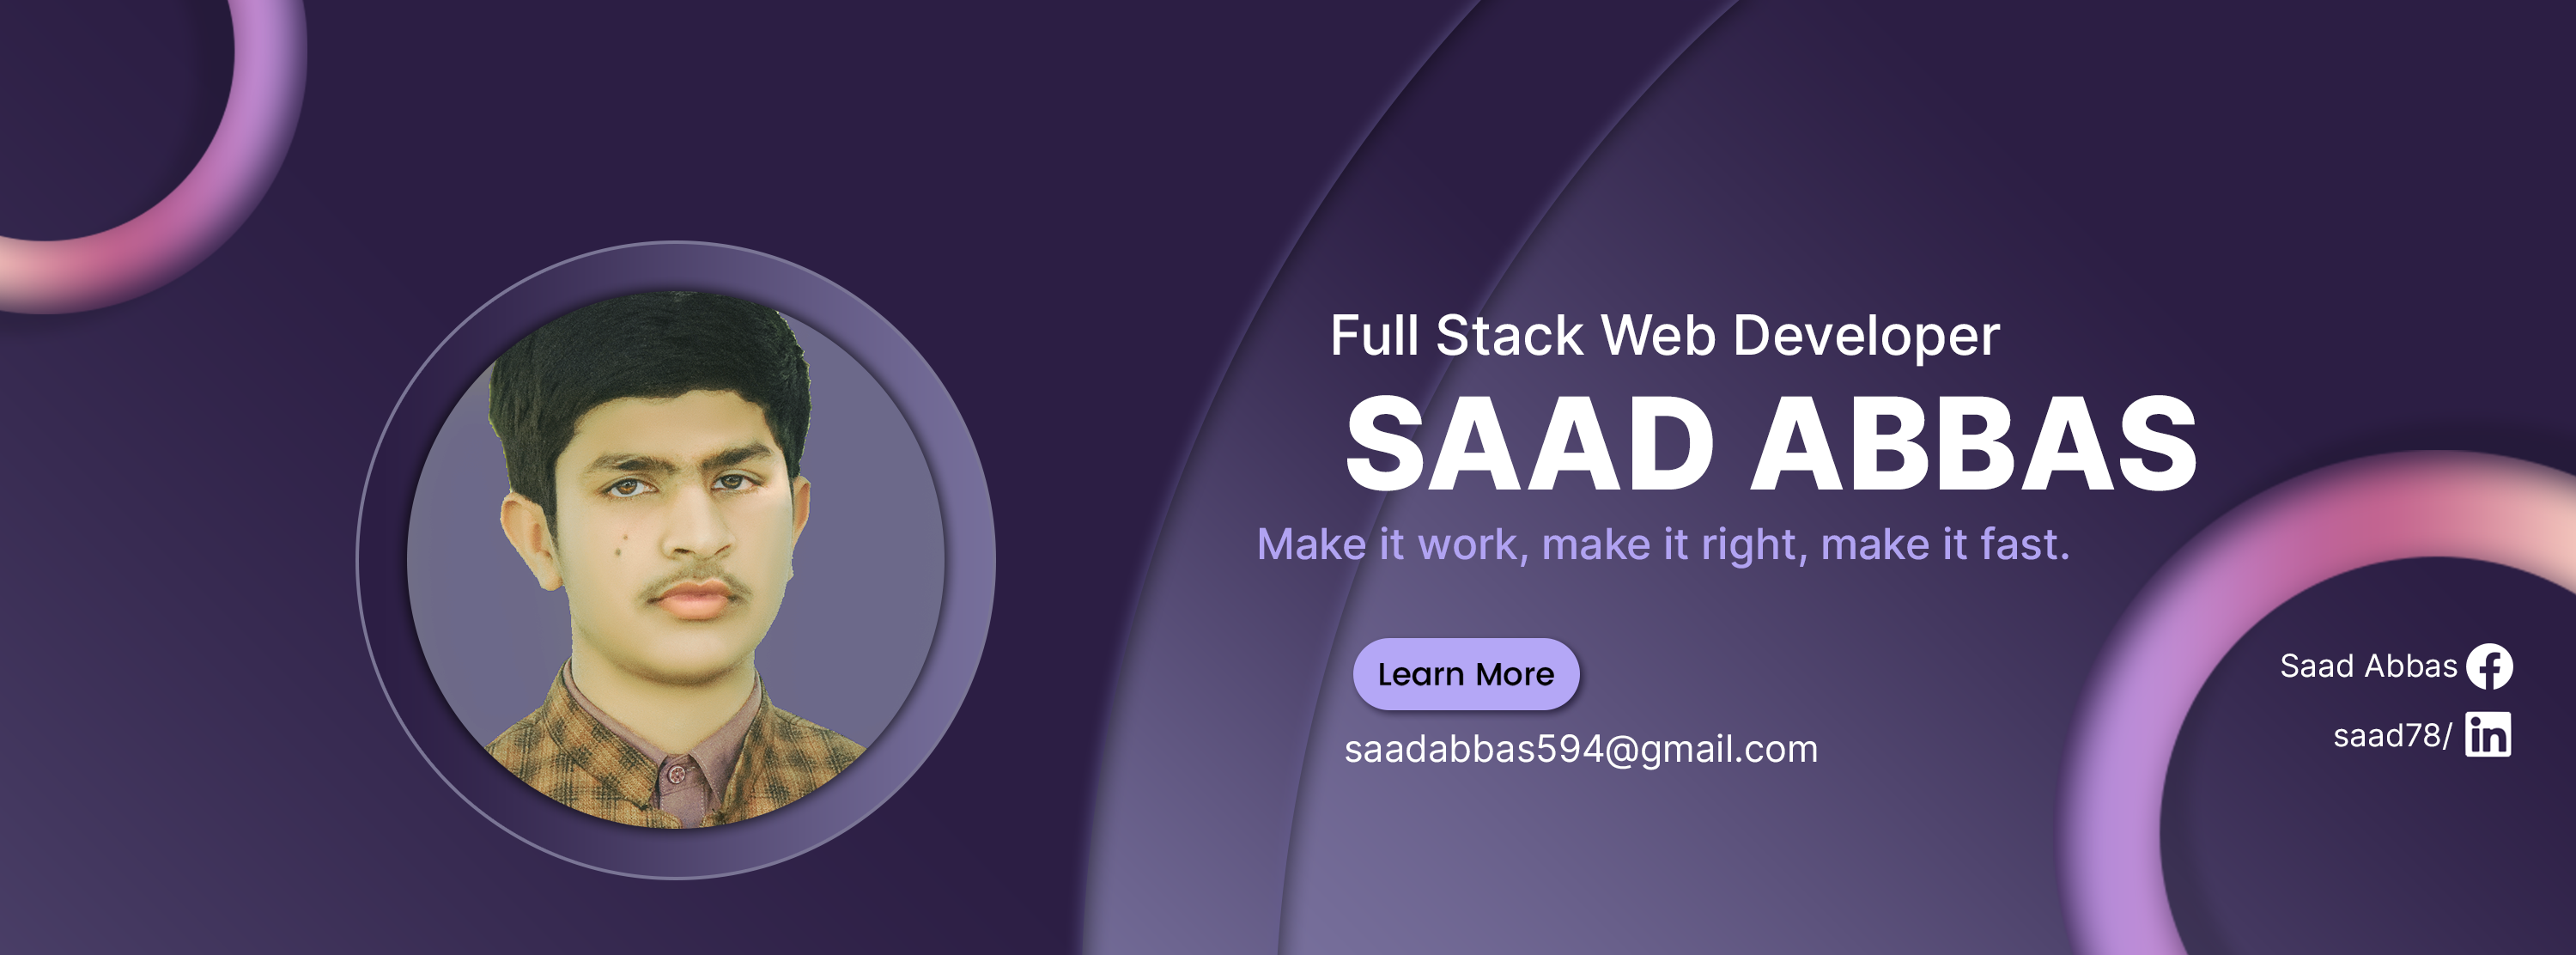 Full Stack Web Developer
SAAD ABBAS
Make it work, make it right, make it fast.
Learn More
saadabbas594@gmail.com
Saad Abbas
saad78/